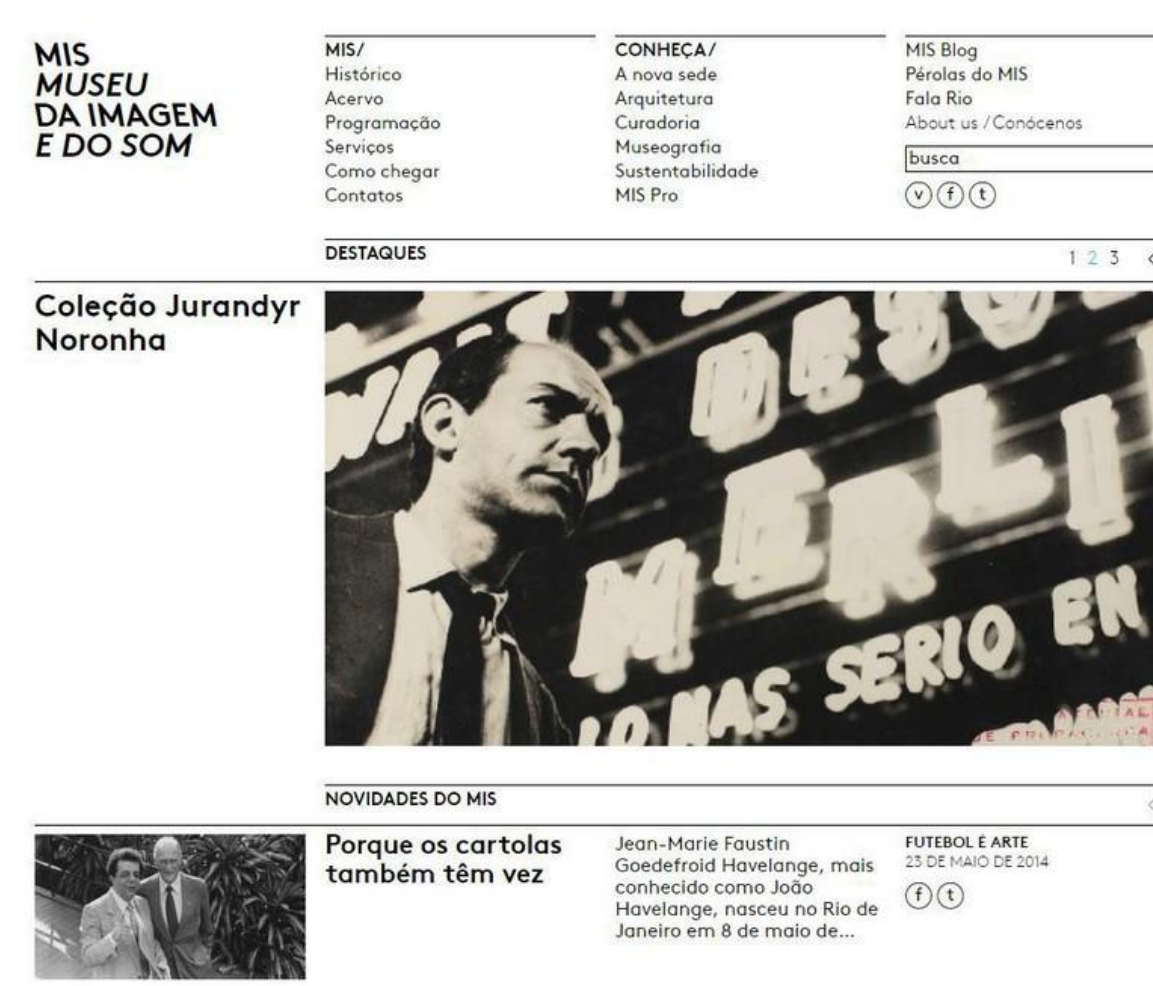 MIS
MUSEU
DA IMAGEM
E DO SOM
MIS/
Histórico
Acervo
Programação
Serviços
Como chegar
Contatos
CONHEÇA/
A nova sede
Arquitetura
Curadoria
Museografia
Sustentabilidade
MIS Pro
MIS Blog
Pérolas do MIS
Fala Rio
About us / Conócenos
busca
v f t
DESTAQUES
1 2 3 <
Coleção Jurandyr
Noronha
DESO
MERLI
NAS SERIO EN
NOVIDADES DO MIS
<
Porque os cartolas
também têm vez
Jean-Marie Faustin
Goedefroid Havelange, mais
conhecido como João
Havelange, nasceu no Rio de
Janeiro em 8 de maio de...
FUTEBOL É ARTE
23 DE MAIO DE 2014
f t